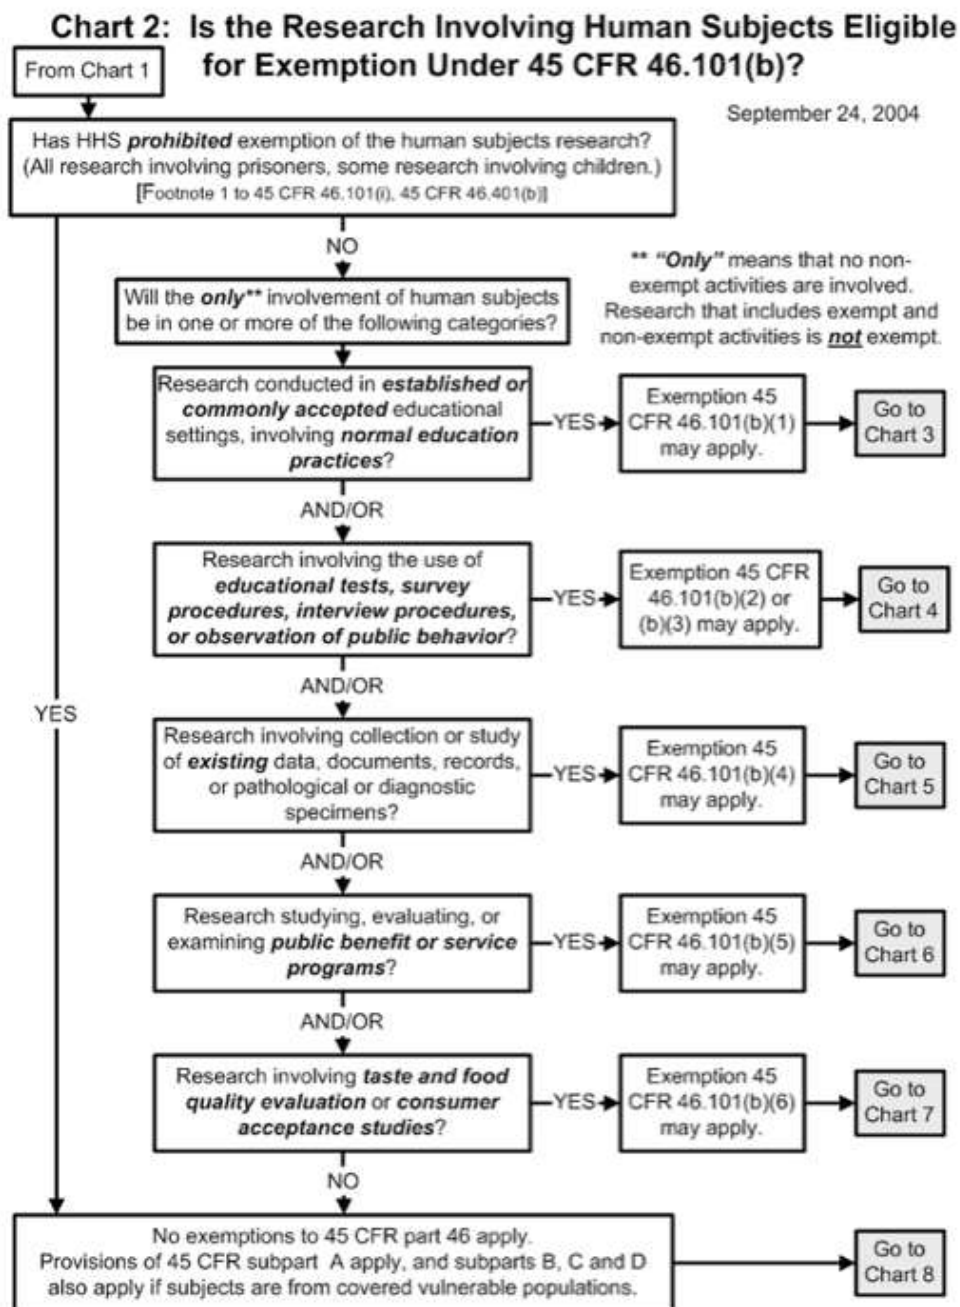 Chart 2: Is the Research Involving Human Subjects Eligible
for Exemption Under 45 CFR 46.101(b)?
From Chart 1
September 24, 2004
Has HHS prohibited exemption of the human subjects research?
(All research involving prisoners, some research involving children.)
[Footnote 1 to 45 CFR 46.101(i), 45 CFR 46.401(b)]
NO
** "Only" means that no non-
exempt activities are involved.
Research that includes exempt and
non-exempt activities is not exempt.
Will the only** involvement of human subjects
be in one or more of the following categories?
Research conducted in established or
commonly accepted educational
settings, involving normal education
practices?
YES
Exemption 45
CFR 46.101(b)(1)
may apply.
Go to
Chart 3
AND/OR
Research involving the use of
educational tests, survey
procedures, interview procedures,
or observation of public behavior?
YES
Exemption 45 CFR
46.101(b)(2) or
(b)(3) may apply.
Go to
Chart 4
AND/OR
YES
Research involving collection or study
of existing data, documents, records,
or pathological or diagnostic
specimens?
YES
Exemption 45
CFR 46.101(b)(4)
may apply.
Go to
Chart 5
AND/OR
Research studying, evaluating, or
examining public benefit or service
programs?
YES
Exemption 45
CFR 46.101(b)(5)
may apply.
Go to
Chart 6
AND/OR
Research involving taste and food
quality evaluation or consumer
acceptance studies?
YES
Exemption 45
CFR 46.101(b)(6)
may apply.
Go to
Chart 7
NO
No exemptions to 45 CFR part 46 apply.
Provisions of 45 CFR subpart A apply, and subparts B, C and D
also apply if subjects are from covered vulnerable populations.
Go to
Chart 8